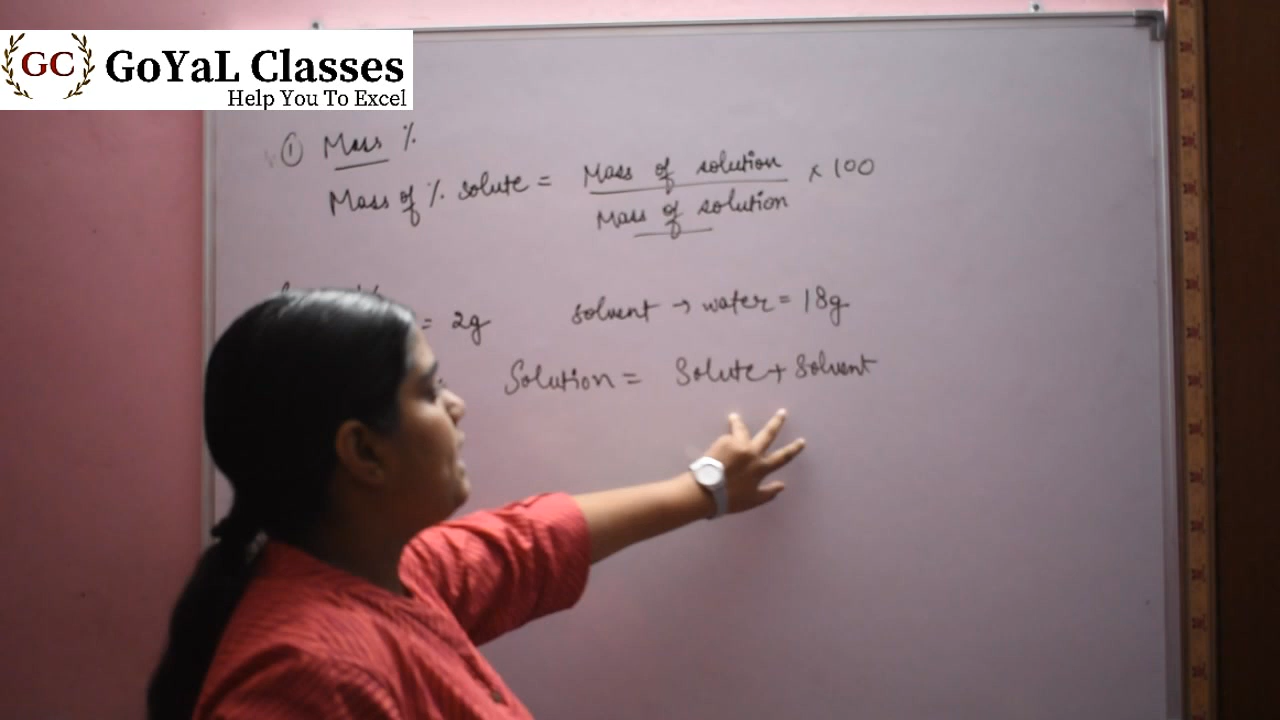 GC GoYaL Classes
Help You To Excel
① Mass %
Mass of % solute = Mass of solution × 100
Mass of solution
= 2g solvent → water = 18g
Solution = Solute + Solvent